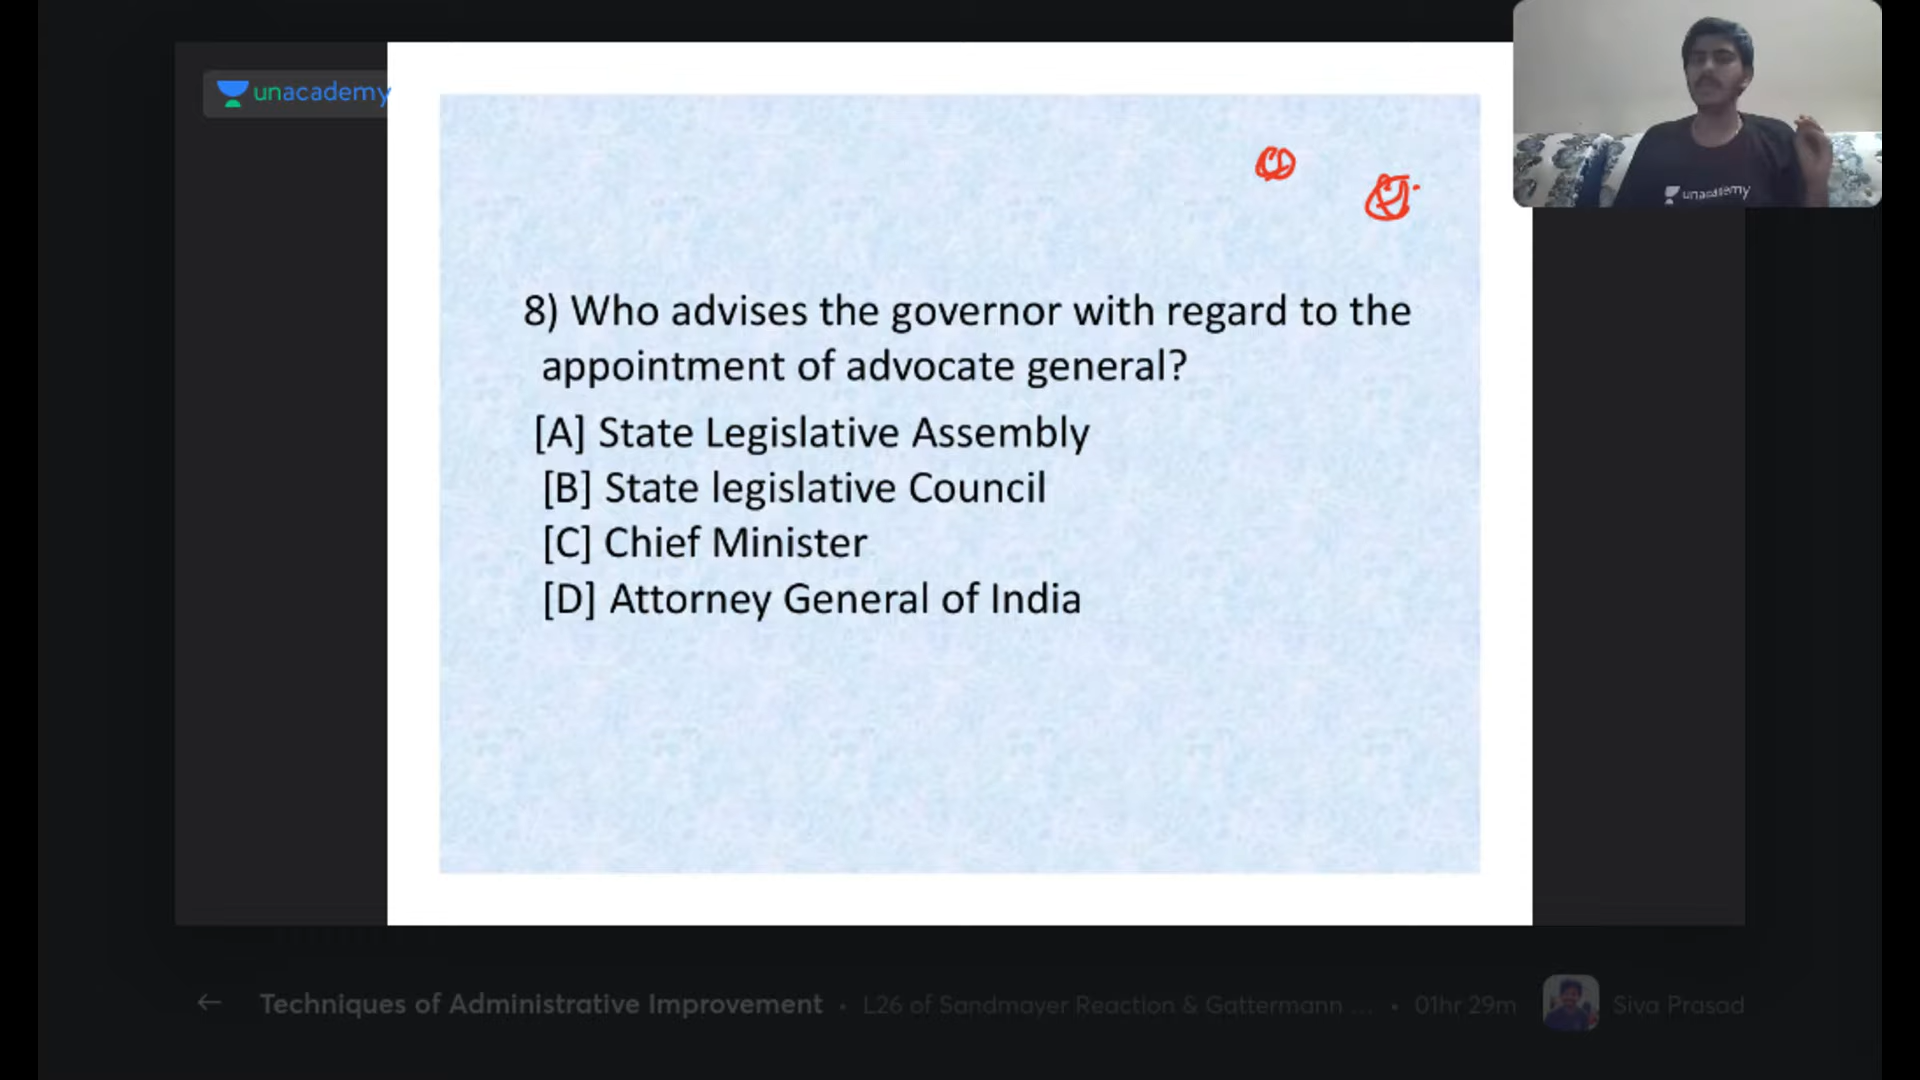 unacademy
unacademy
8) Who advises the governor with regard to the
appointment of advocate general?
[A] State Legislative Assembly
[B] State legislative Council
[C] Chief Minister
[D] Attorney General of India
Techniques of Administrative Improvement • L26 of Sandmayer Reaction & Gattermann ... • 01hr 29m Siva Prasad